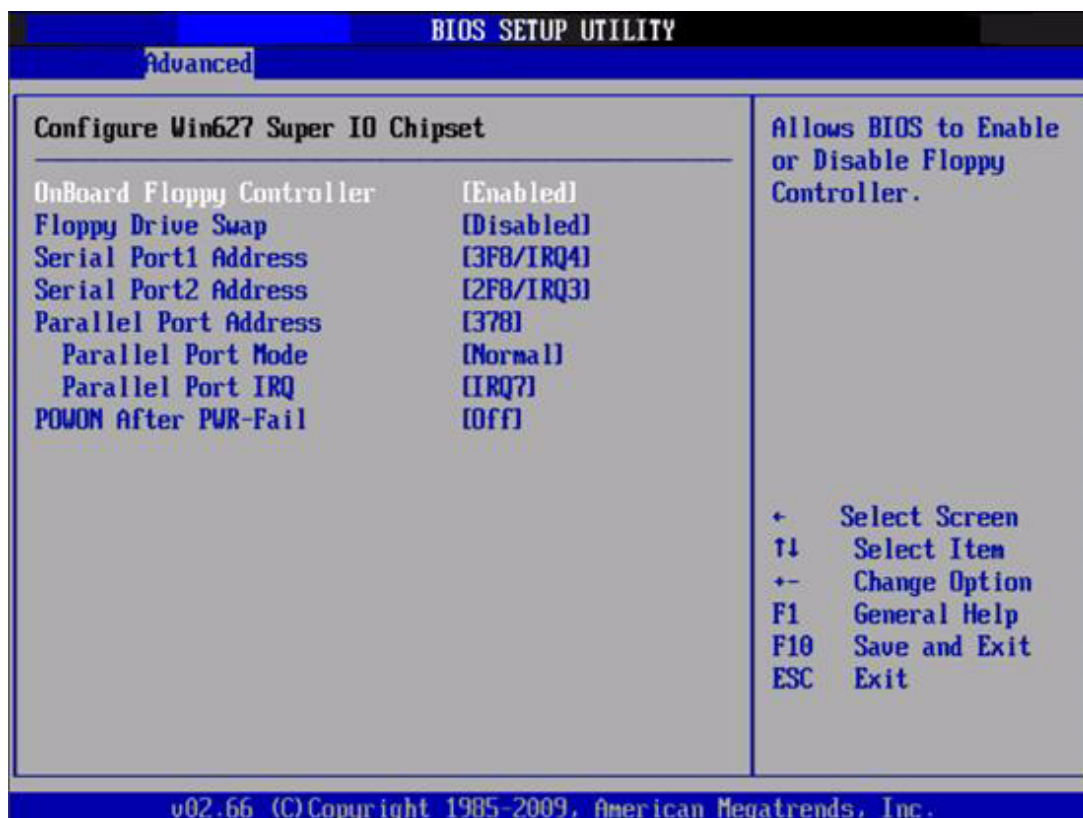 BIOS SETUP UTILITY
Advanced
Configure Win627 Super IO Chipset
OnBoard Floppy Controller [Enabled]
Floppy Drive Swap [Disabled]
Serial Port1 Address [3F8/IRQ4]
Serial Port2 Address [2F8/IRQ3]
Parallel Port Address [378]
Parallel Port Mode [Normal]
Parallel Port IRQ [IRQ7]
POWON After PWR-Fail [Off]
Allows BIOS to Enable
or Disable Floppy
Controller.
← Select Screen
↑↓ Select Item
+- Change Option
F1 General Help
F10 Save and Exit
ESC Exit
v02.66 (C)Copyright 1985-2009, American Megatrends, Inc.